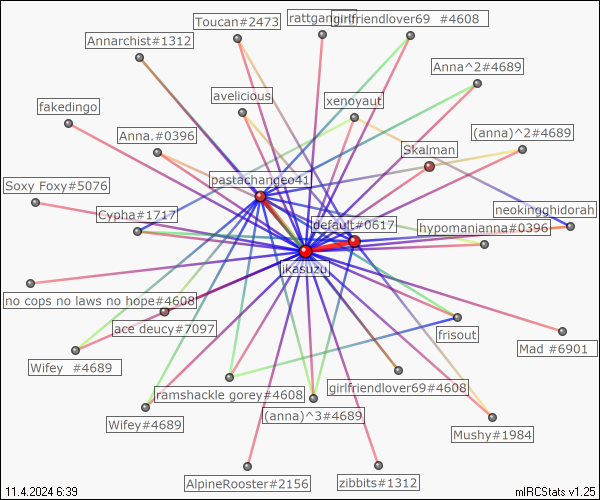 Toucan#2473
rattgangin
girlfriendlover69 #4608
Annarchist#1312
Anna^2#4689
avelicious
xenoyaut
fakedingo
Anna.#0396
(anna)^2#4689
Skalman
pastachangeo41
Soxy Foxy#5076
Cypha#1717
default#0617
neokingghidorah
hypomanianna#0396
ikasuzu
no cops no laws no hope#4608
ace deucy#7097
frisout
Mad #6901
Wifey #4689
ramshackle gorey#4608
girlfriendlover69#4608
(anna)^3#4689
Wifey#4689
Mushy#1984
AlpineRooster#2156
zibbits#1312
11.4.2024 6:39
mIRCStats v1.25